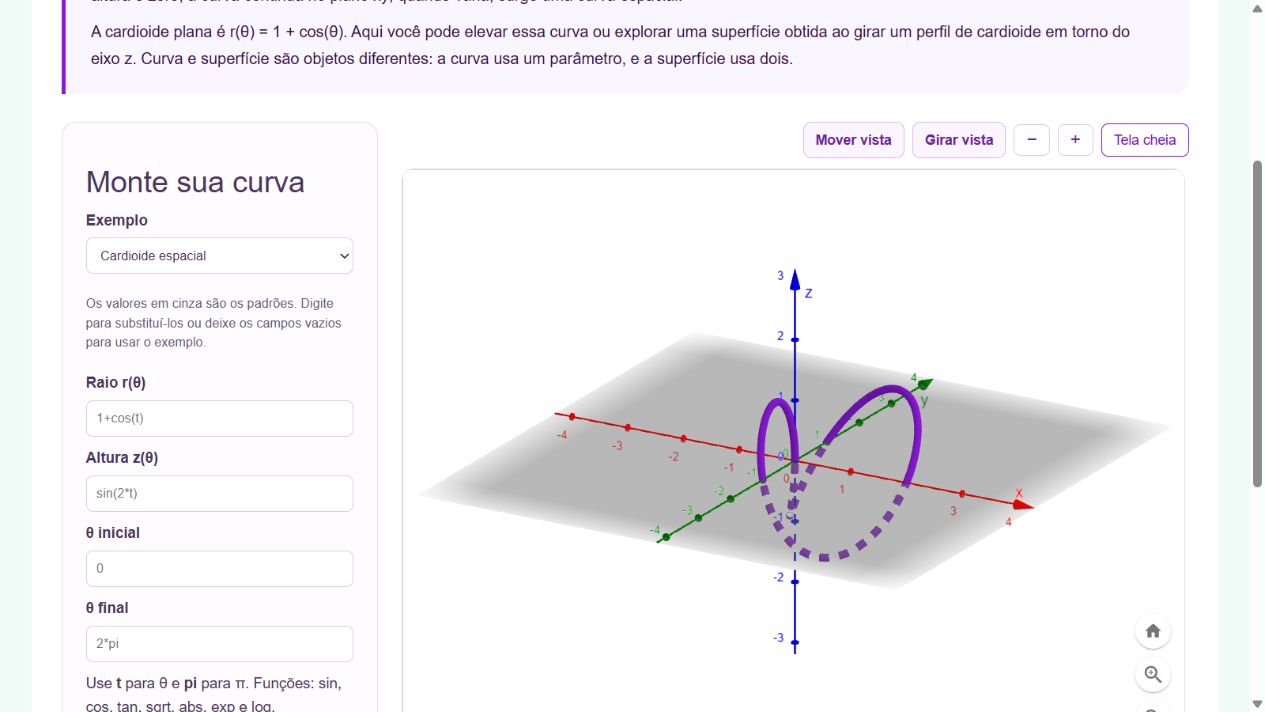 A cardioide plana é r(θ) = 1 + cos(θ). Aqui você pode elevar essa curva ou explorar uma superfície obtida ao girar um perfil de cardioide em torno do
eixo z. Curva e superfície são objetos diferentes: a curva usa um parâmetro, e a superfície usa dois.
Mover vista
Girar vista
−
+
Tela cheia
Monte sua curva
Exemplo
Cardioide espacial
Os valores em cinza são os padrões. Digite
para substituí-los ou deixe os campos vazios
para usar o exemplo.
Raio r(θ)
1+cos(t)
Altura z(θ)
sin(2*t)
θ inicial
0
θ final
2*pi
Use t para θ e pi para π. Funções: sin,
cos, tan, sqrt, abs, exp e log.
3
z
2
1
0
-1
-2
-3
4
y
3
1
0
-1
-2
-3
-4
-4
-3
-2
-1
0
1
3
4
x